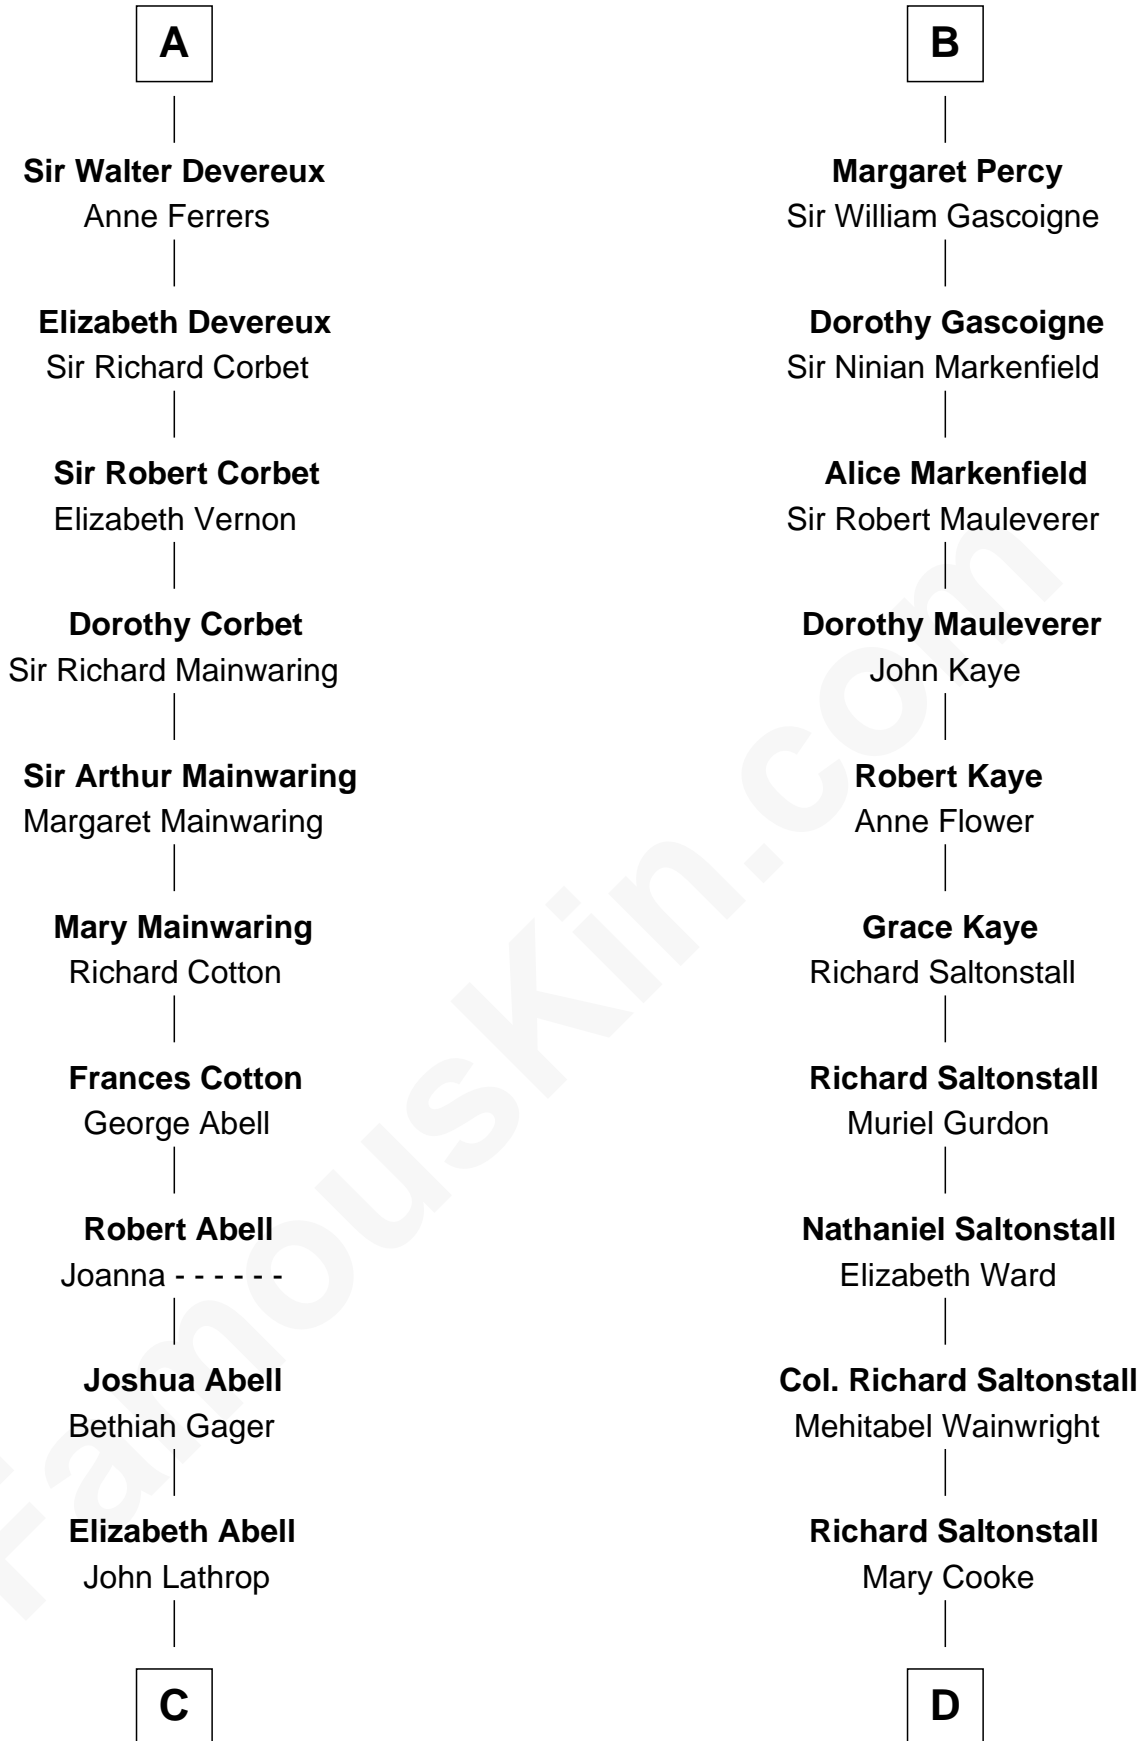 A
Sir Walter Devereux
Anne Ferrers
Elizabeth Devereux
Sir Richard Corbet
Sir Robert Corbet
Elizabeth Vernon
Dorothy Corbet
Sir Richard Mainwaring
Sir Arthur Mainwaring
Margaret Mainwaring
Mary Mainwaring
Richard Cotton
Frances Cotton
George Abell
Robert Abell
Joanna - - - - - -
Joshua Abell
Bethiah Gager
Elizabeth Abell
John Lathrop
C
B
Margaret Percy
Sir William Gascoigne
Dorothy Gascoigne
Sir Ninian Markenfield
Alice Markenfield
Sir Robert Mauleverer
Dorothy Mauleverer
John Kaye
Robert Kaye
Anne Flower
Grace Kaye
Richard Saltonstall
Richard Saltonstall
Muriel Gurdon
Nathaniel Saltonstall
Elizabeth Ward
Col. Richard Saltonstall
Mehitabel Wainwright
Richard Saltonstall
Mary Cooke
D
FamousKin.com